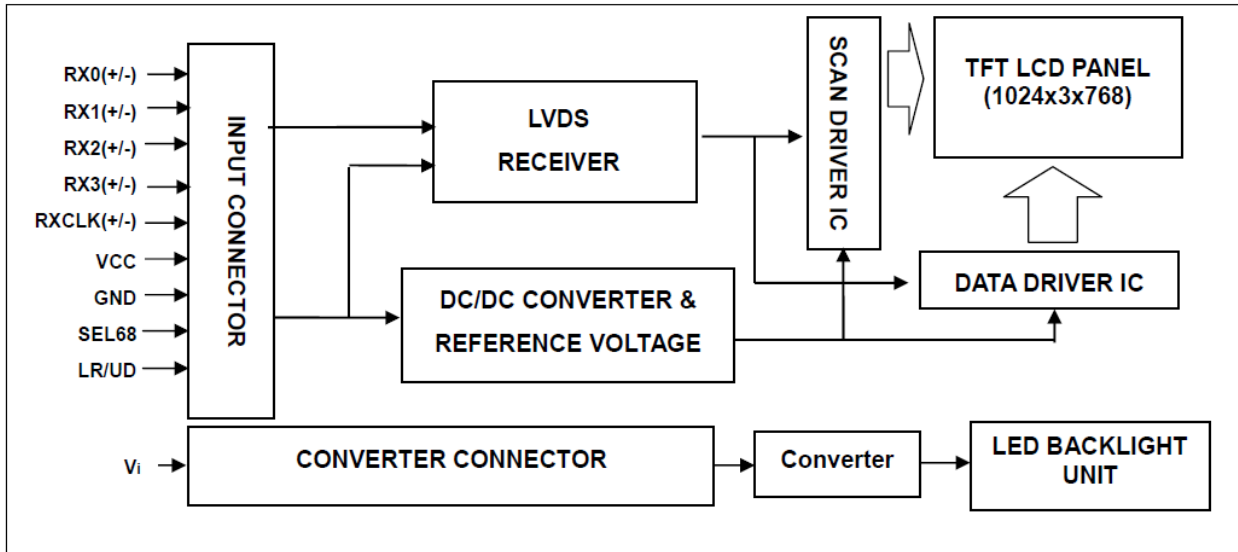 RX0(+/-)
RX1(+/-)
RX2(+/-)
RX3(+/-)
RXCLK(+/-)
VCC
GND
SEL68
LR/UD
INPUT CONNECTOR
LVDS
RECEIVER
DC/DC CONVERTER &
REFERENCE VOLTAGE
SCAN DRIVER IC
TFT LCD PANEL
(1024x3x768)
DATA DRIVER IC
Vi
CONVERTER CONNECTOR
Converter
LED BACKLIGHT
UNIT